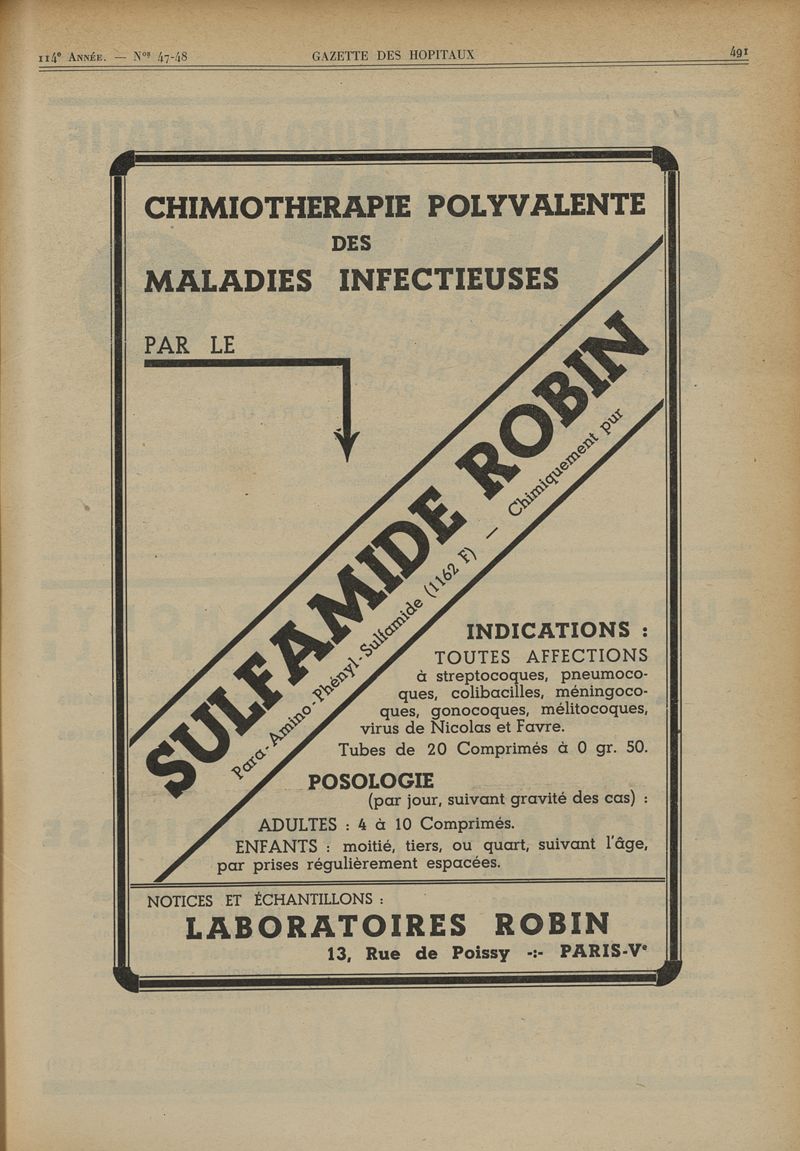 114e ANNÉE. — Nos 47-48 GAZETTE DES HOPITAUX 491
CHIMIOTHERAPIE POLYVALENTE
DES
MALADIES INFECTIEUSES
PAR LE
SULFAMIDE ROBIN
Para-Amino-Phényl-Sulfamide (1162 F) — Chimiquement pur
INDICATIONS :
TOUTES AFFECTIONS
à streptocoques, pneumoco-
ques, colibacilles, méningoco-
ques, gonocoques, mélitocoques,
virus de Nicolas et Favre.
Tubes de 20 Comprimés à 0 gr. 50.
POSOLOGIE
(par jour, suivant gravité des cas) :
ADULTES : 4 à 10 Comprimés.
ENFANTS : moitié, tiers, ou quart, suivant l'âge,
par prises régulièrement espacées.
NOTICES ET ÉCHANTILLONS :
LABORATOIRES ROBIN
13, Rue de Poissy -:- PARIS-Ve